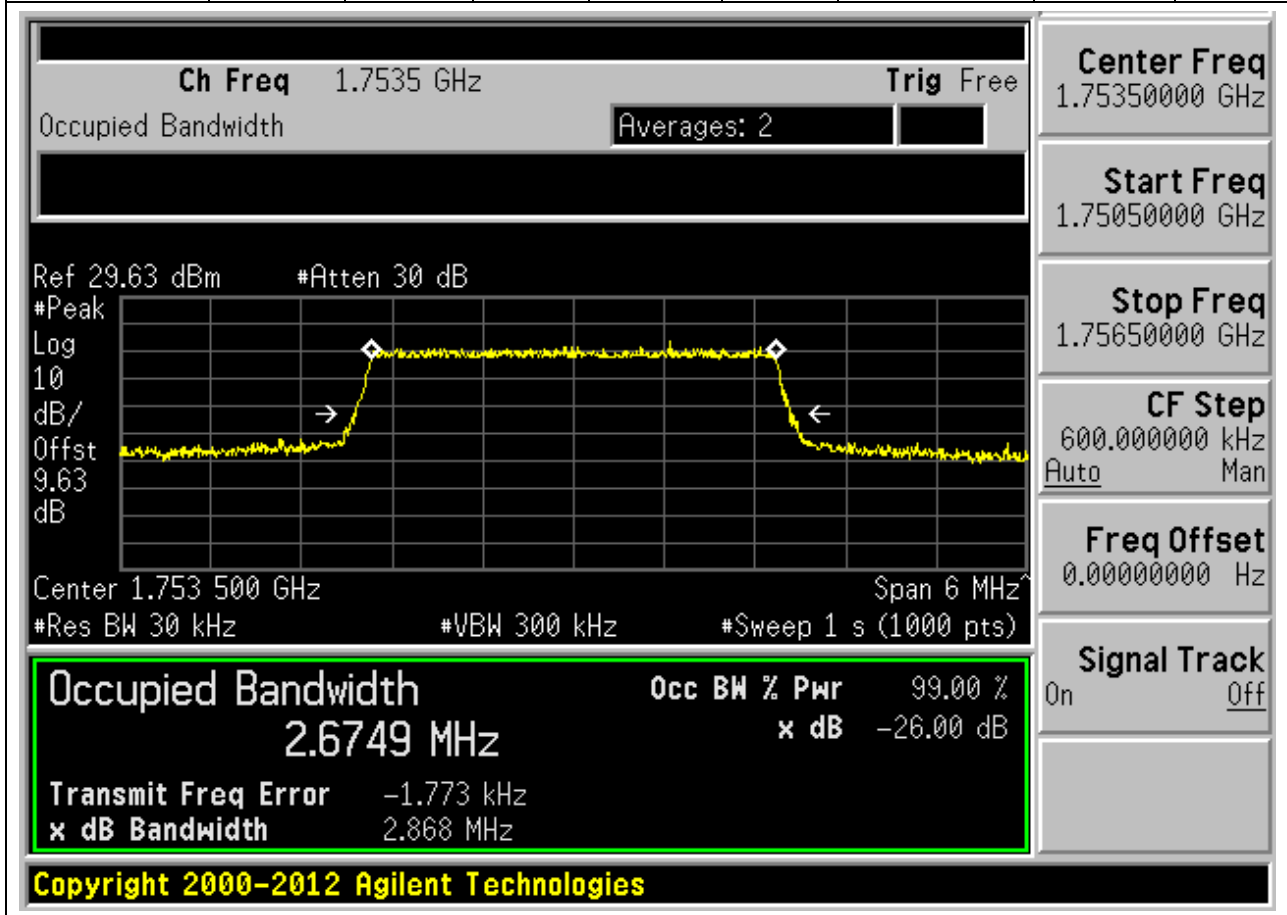 Ch Freq 1.7535 GHz Trig Free
Occupied Bandwidth Averages: 2
Ref 29.63 dBm #Atten 30 dB
#Peak
Log
10
dB/
Offst
9.63
dB
Center 1.753 500 GHz Span 6 MHz^
#Res BW 30 kHz #VBW 300 kHz #Sweep 1 s (1000 pts)
Occupied Bandwidth Occ BW % Pwr 99.00 %
2.6749 MHz x dB -26.00 dB
Transmit Freq Error -1.773 kHz
x dB Bandwidth 2.868 MHz
Copyright 2000-2012 Agilent Technologies
Center Freq
1.75350000 GHz
Start Freq
1.75050000 GHz
Stop Freq
1.75650000 GHz
CF Step
600.000000 kHz
Auto Man
Freq Offset
0.00000000 Hz
Signal Track
On Off